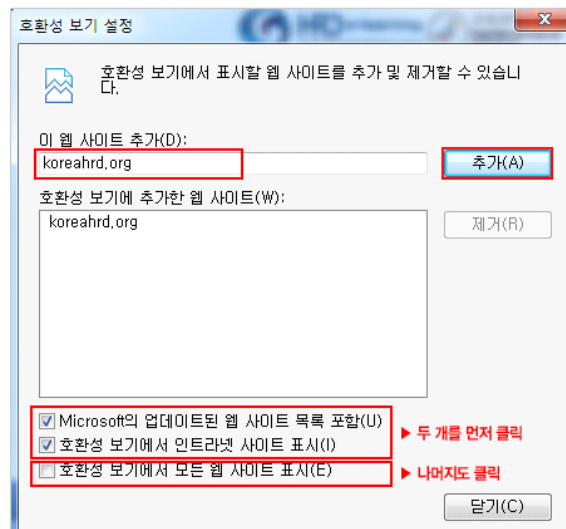 호환성 보기 설정
호환성 보기에서 표시할 웹 사이트를 추가 및 제거할 수 있습니
다.
이 웹 사이트 추가(D):
koreahrd.org
추가(A)
호환성 보기에 추가한 웹 사이트(W):
koreahrd.org
제거(R)
Microsoft의 업데이트된 웹 사이트 목록 포함(U)
호환성 보기에서 인트라넷 사이트 표시(I)
▶ 두 개를 먼저 클릭
호환성 보기에서 모든 웹 사이트 표시(E)
▶ 나머지도 클릭
닫기(C)